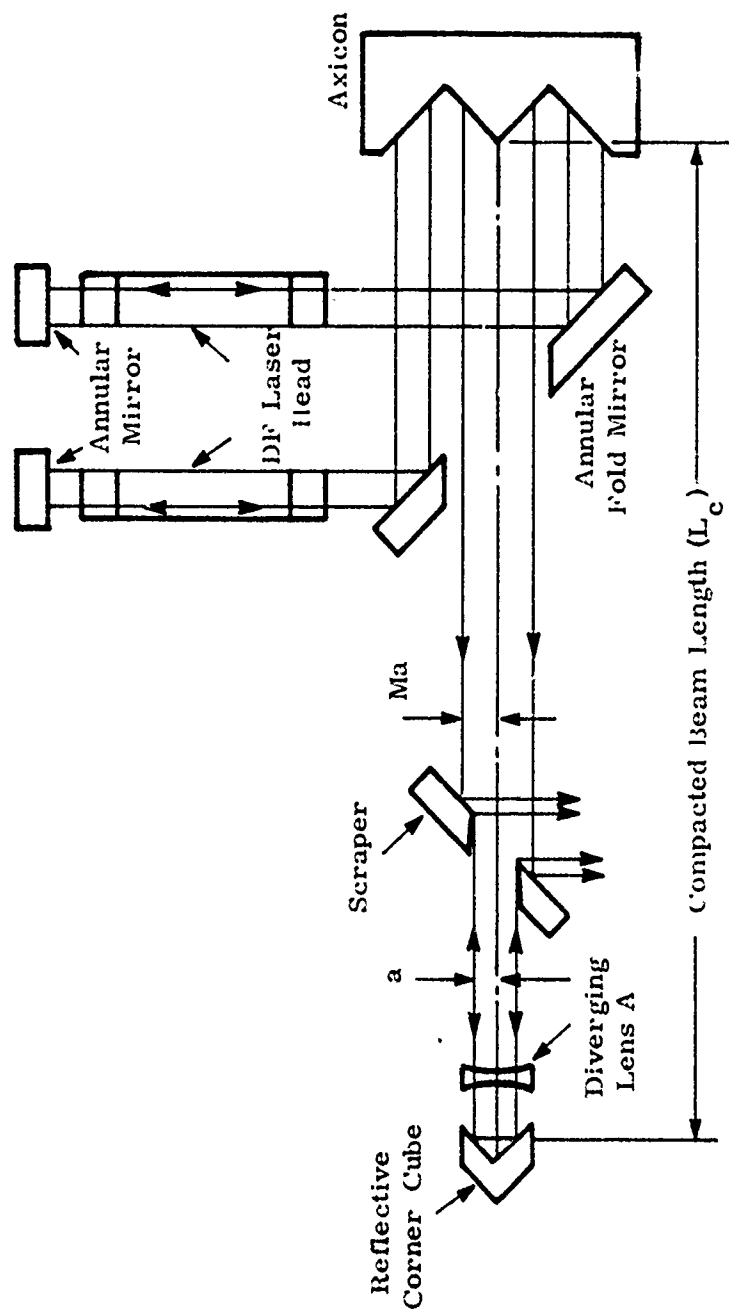 Axicon
Annular
Mirror
DF Laser
Head
Annular
Fold Mirror
Ma
Scraper
a
Diverging
Lens A
Reflective
Corner Cube
Compacted Beam Length (Lc)